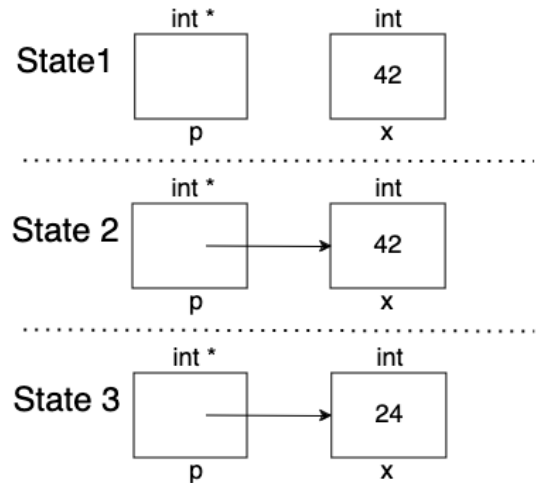 int * int
State1
42
p x
int * int
State 2
42
p x
int * int
State 3
24
p x